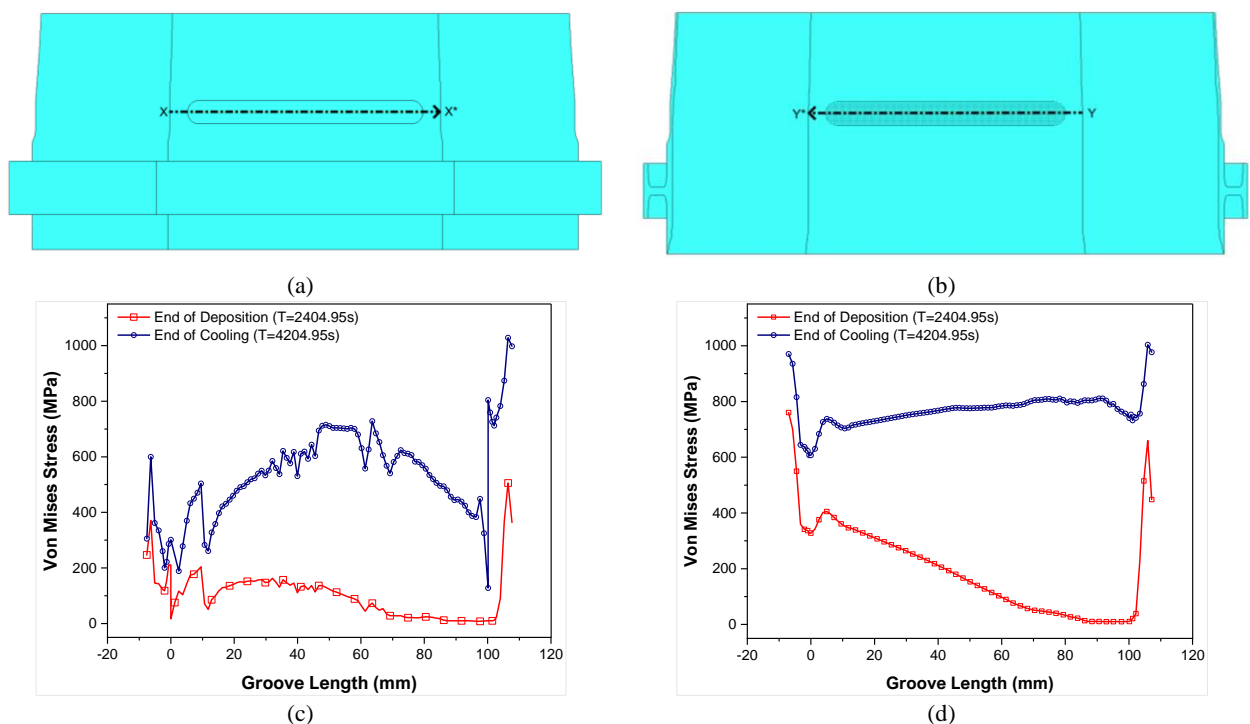 X X*
Y* Y
(a) (b)
End of Deposition (T=2404.95s)
End of Cooling (T=4204.95s)
1000
800
600
400
200
0
-20 0 20 40 60 80 100 120
Von Mises Stress (MPa)
Groove Length (mm)
(c)
End of Deposition (T=2404.95s)
End of Cooling (T=4204.95s)
1000
800
600
400
200
0
-20 0 20 40 60 80 100 120
Von Mises Stress (MPa)
Groove Length (mm)
(d)